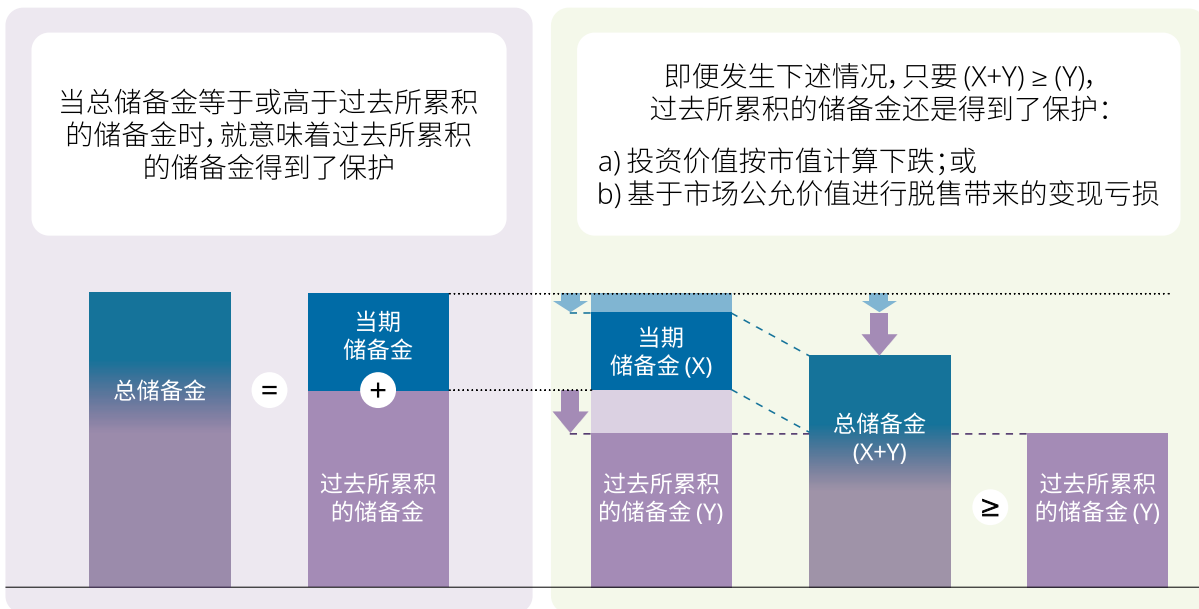 当总储备金等于或高于过去所累积
的储备金时，就意味着过去所累积
的储备金得到了保护
即便发生下述情况，只要 (X+Y) ≥ (Y)，
过去所累积的储备金还是得到了保护：
a) 投资价值按市值计算下跌；或
b) 基于市场公允价值进行脱售带来的变现亏损
总储备金
=
当期
储备金
+
过去所累积
的储备金
当期
储备金 (X)
过去所累积
的储备金 (Y)
总储备金
(X+Y)
≥
过去所累积
的储备金 (Y)